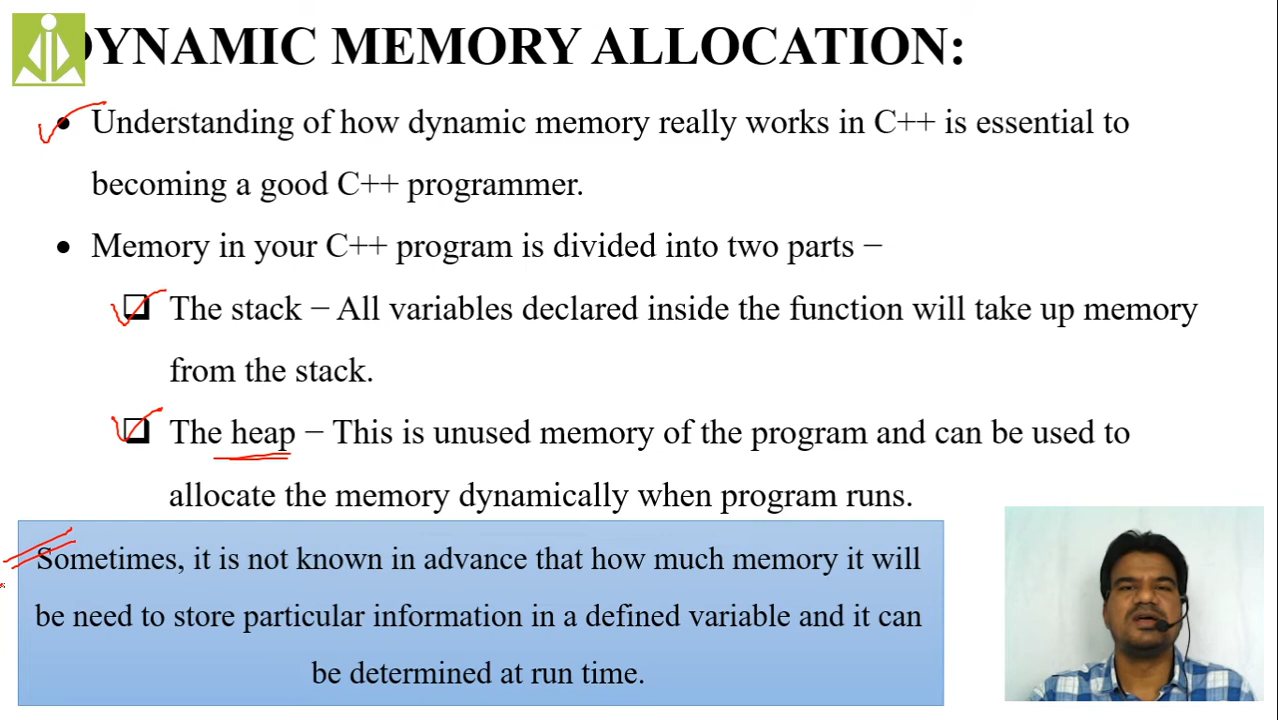 DYNAMIC MEMORY ALLOCATION:
• Understanding of how dynamic memory really works in C++ is essential to
becoming a good C++ programmer.
• Memory in your C++ program is divided into two parts −
❑ The stack − All variables declared inside the function will take up memory
from the stack.
❑ The heap − This is unused memory of the program and can be used to
allocate the memory dynamically when program runs.
Sometimes, it is not known in advance that how much memory it will
be need to store particular information in a defined variable and it can
be determined at run time.